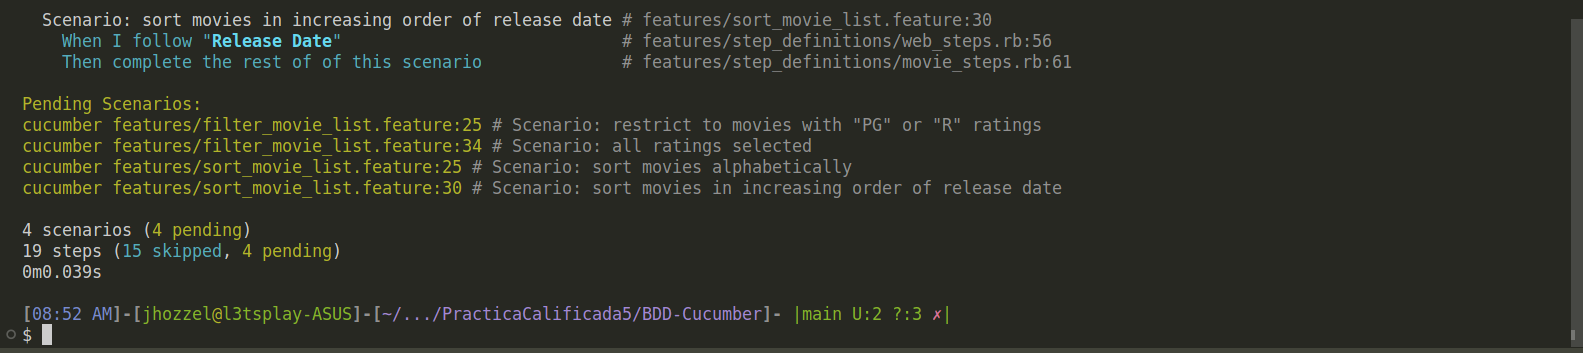 Scenario: sort movies in increasing order of release date # features/sort_movie_list.feature:30
When I follow "Release Date" # features/step_definitions/web_steps.rb:56
Then complete the rest of of this scenario # features/step_definitions/movie_steps.rb:61
Pending Scenarios:
cucumber features/filter_movie_list.feature:25 # Scenario: restrict to movies with "PG" or "R" ratings
cucumber features/filter_movie_list.feature:34 # Scenario: all ratings selected
cucumber features/sort_movie_list.feature:25 # Scenario: sort movies alphabetically
cucumber features/sort_movie_list.feature:30 # Scenario: sort movies in increasing order of release date
4 scenarios (4 pending)
19 steps (15 skipped, 4 pending)
0m0.039s
[08:52 AM]-[jhozzel@l3tsplay-ASUS]-[~/.../PracticaCalificada5/BDD-Cucumber]- |main U:2 ?:3 ✗|
$